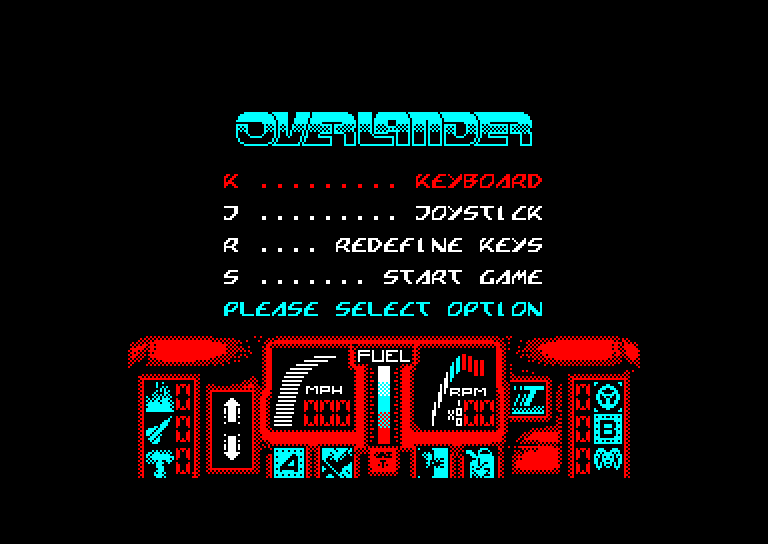 OVERLANDER
K ......... KEYBOARD
J ......... JOYSTICK
R .... REDEFINE KEYS
S ....... START GAME
PLEASE SELECT OPTION
FUEL
MPH
000
RPM
00
T
B
A